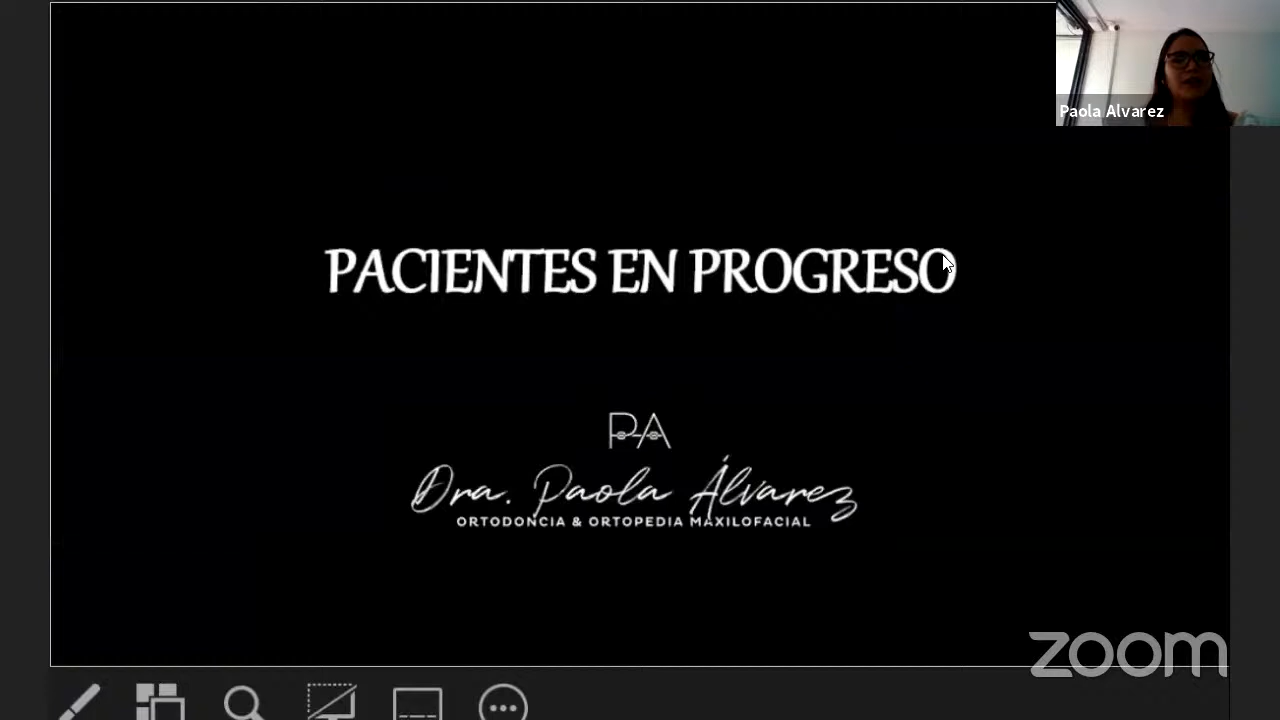 Paola Alvarez
PACIENTES EN PROGRESO
PA
Dra. Paola Álvarez
ORTODONCIA & ORTOPEDIA MAXILOFACIAL
zoom